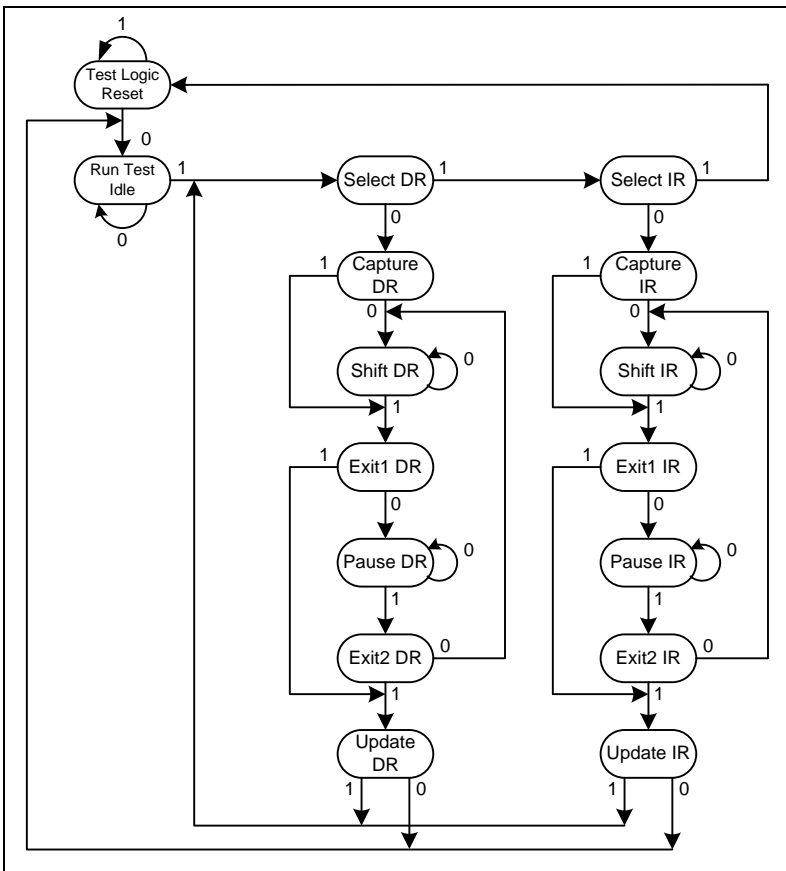 1
Test Logic
Reset
0
Run Test
Idle
1
0
Select DR
1
0
Select IR
1
0
Capture
DR
1
0
Capture
IR
1
0
Shift DR
0
1
Shift IR
0
1
Exit1 DR
1
0
Exit1 IR
1
0
Pause DR
0
1
Pause IR
0
1
Exit2 DR
0
1
Exit2 IR
0
1
Update
DR
1
0
Update IR
1
0